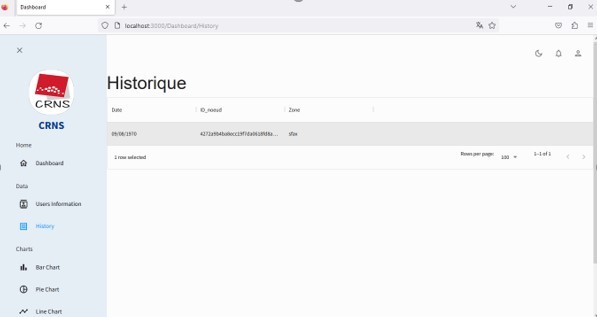 Dashboard
localhost:3000/Dashboard/History
CRNS
CRNS
Home
Dashboard
Data
Users Information
History
Charts
Bar Chart
Pie Chart
Line Chart
Historique
Date ID_noeud Zone
09/08/1970 sfax
1 row selected
Rows per page: 100 1–1 of 1